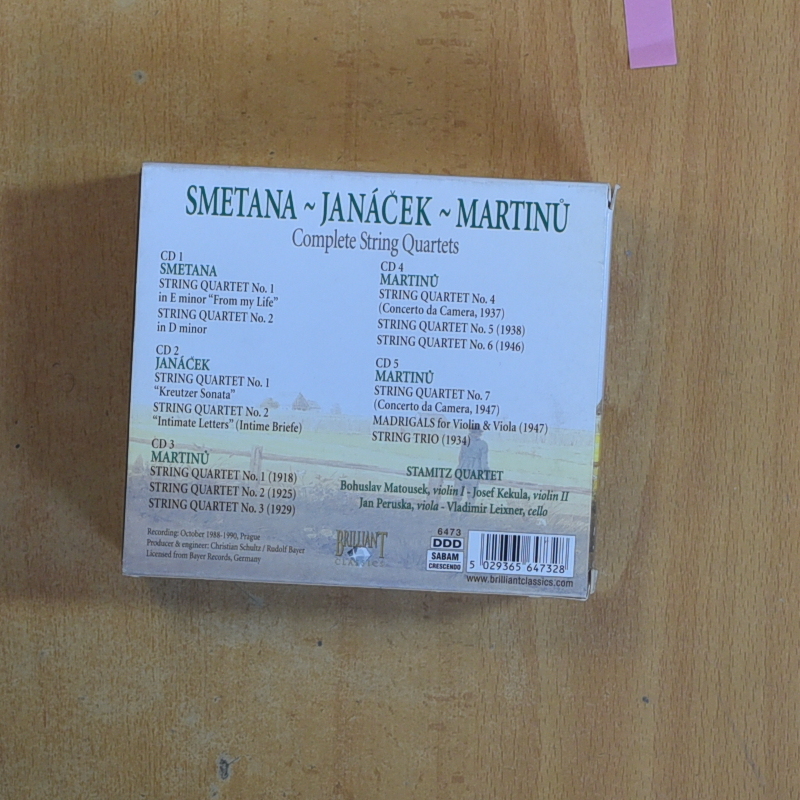 SMETANA ~ JANÁČEK ~ MARTINŮ
Complete String Quartets
CD 1
SMETANA
STRING QUARTET No. 1
in E minor “From my Life”
STRING QUARTET No. 2
in D minor
CD 2
JANÁČEK
STRING QUARTET No. 1
“Kreutzer Sonata”
STRING QUARTET No. 2
“Intimate Letters” (Intime Briefe)
CD 3
MARTINŮ
STRING QUARTET No. 1 (1918)
STRING QUARTET No. 2 (1925)
STRING QUARTET No. 3 (1929)
CD 4
MARTINŮ
STRING QUARTET No. 4
(Concerto da Camera, 1937)
STRING QUARTET No. 5 (1938)
STRING QUARTET No. 6 (1946)
CD 5
MARTINŮ
STRING QUARTET No. 7
(Concerto da Camera, 1947)
MADRIGALS for Violin & Viola (1947)
STRING TRIO (1934)
STAMITZ QUARTET
Bohuslav Matousek, violin I - Josef Kekula, violin II
Jan Peruska, viola - Vladimir Leixner, cello
Recording: October 1988-1990, Prague
Producer & engineer: Christian Schultz / Rudolf Bayer
Licensed from Bayer Records, Germany
BRILLIANT
CLASSICS
6473
DDD
SABAM
CRESCENDO
5 029365 647328
www.brilliantclassics.com